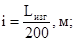 i = L_изг. / 200 , м;